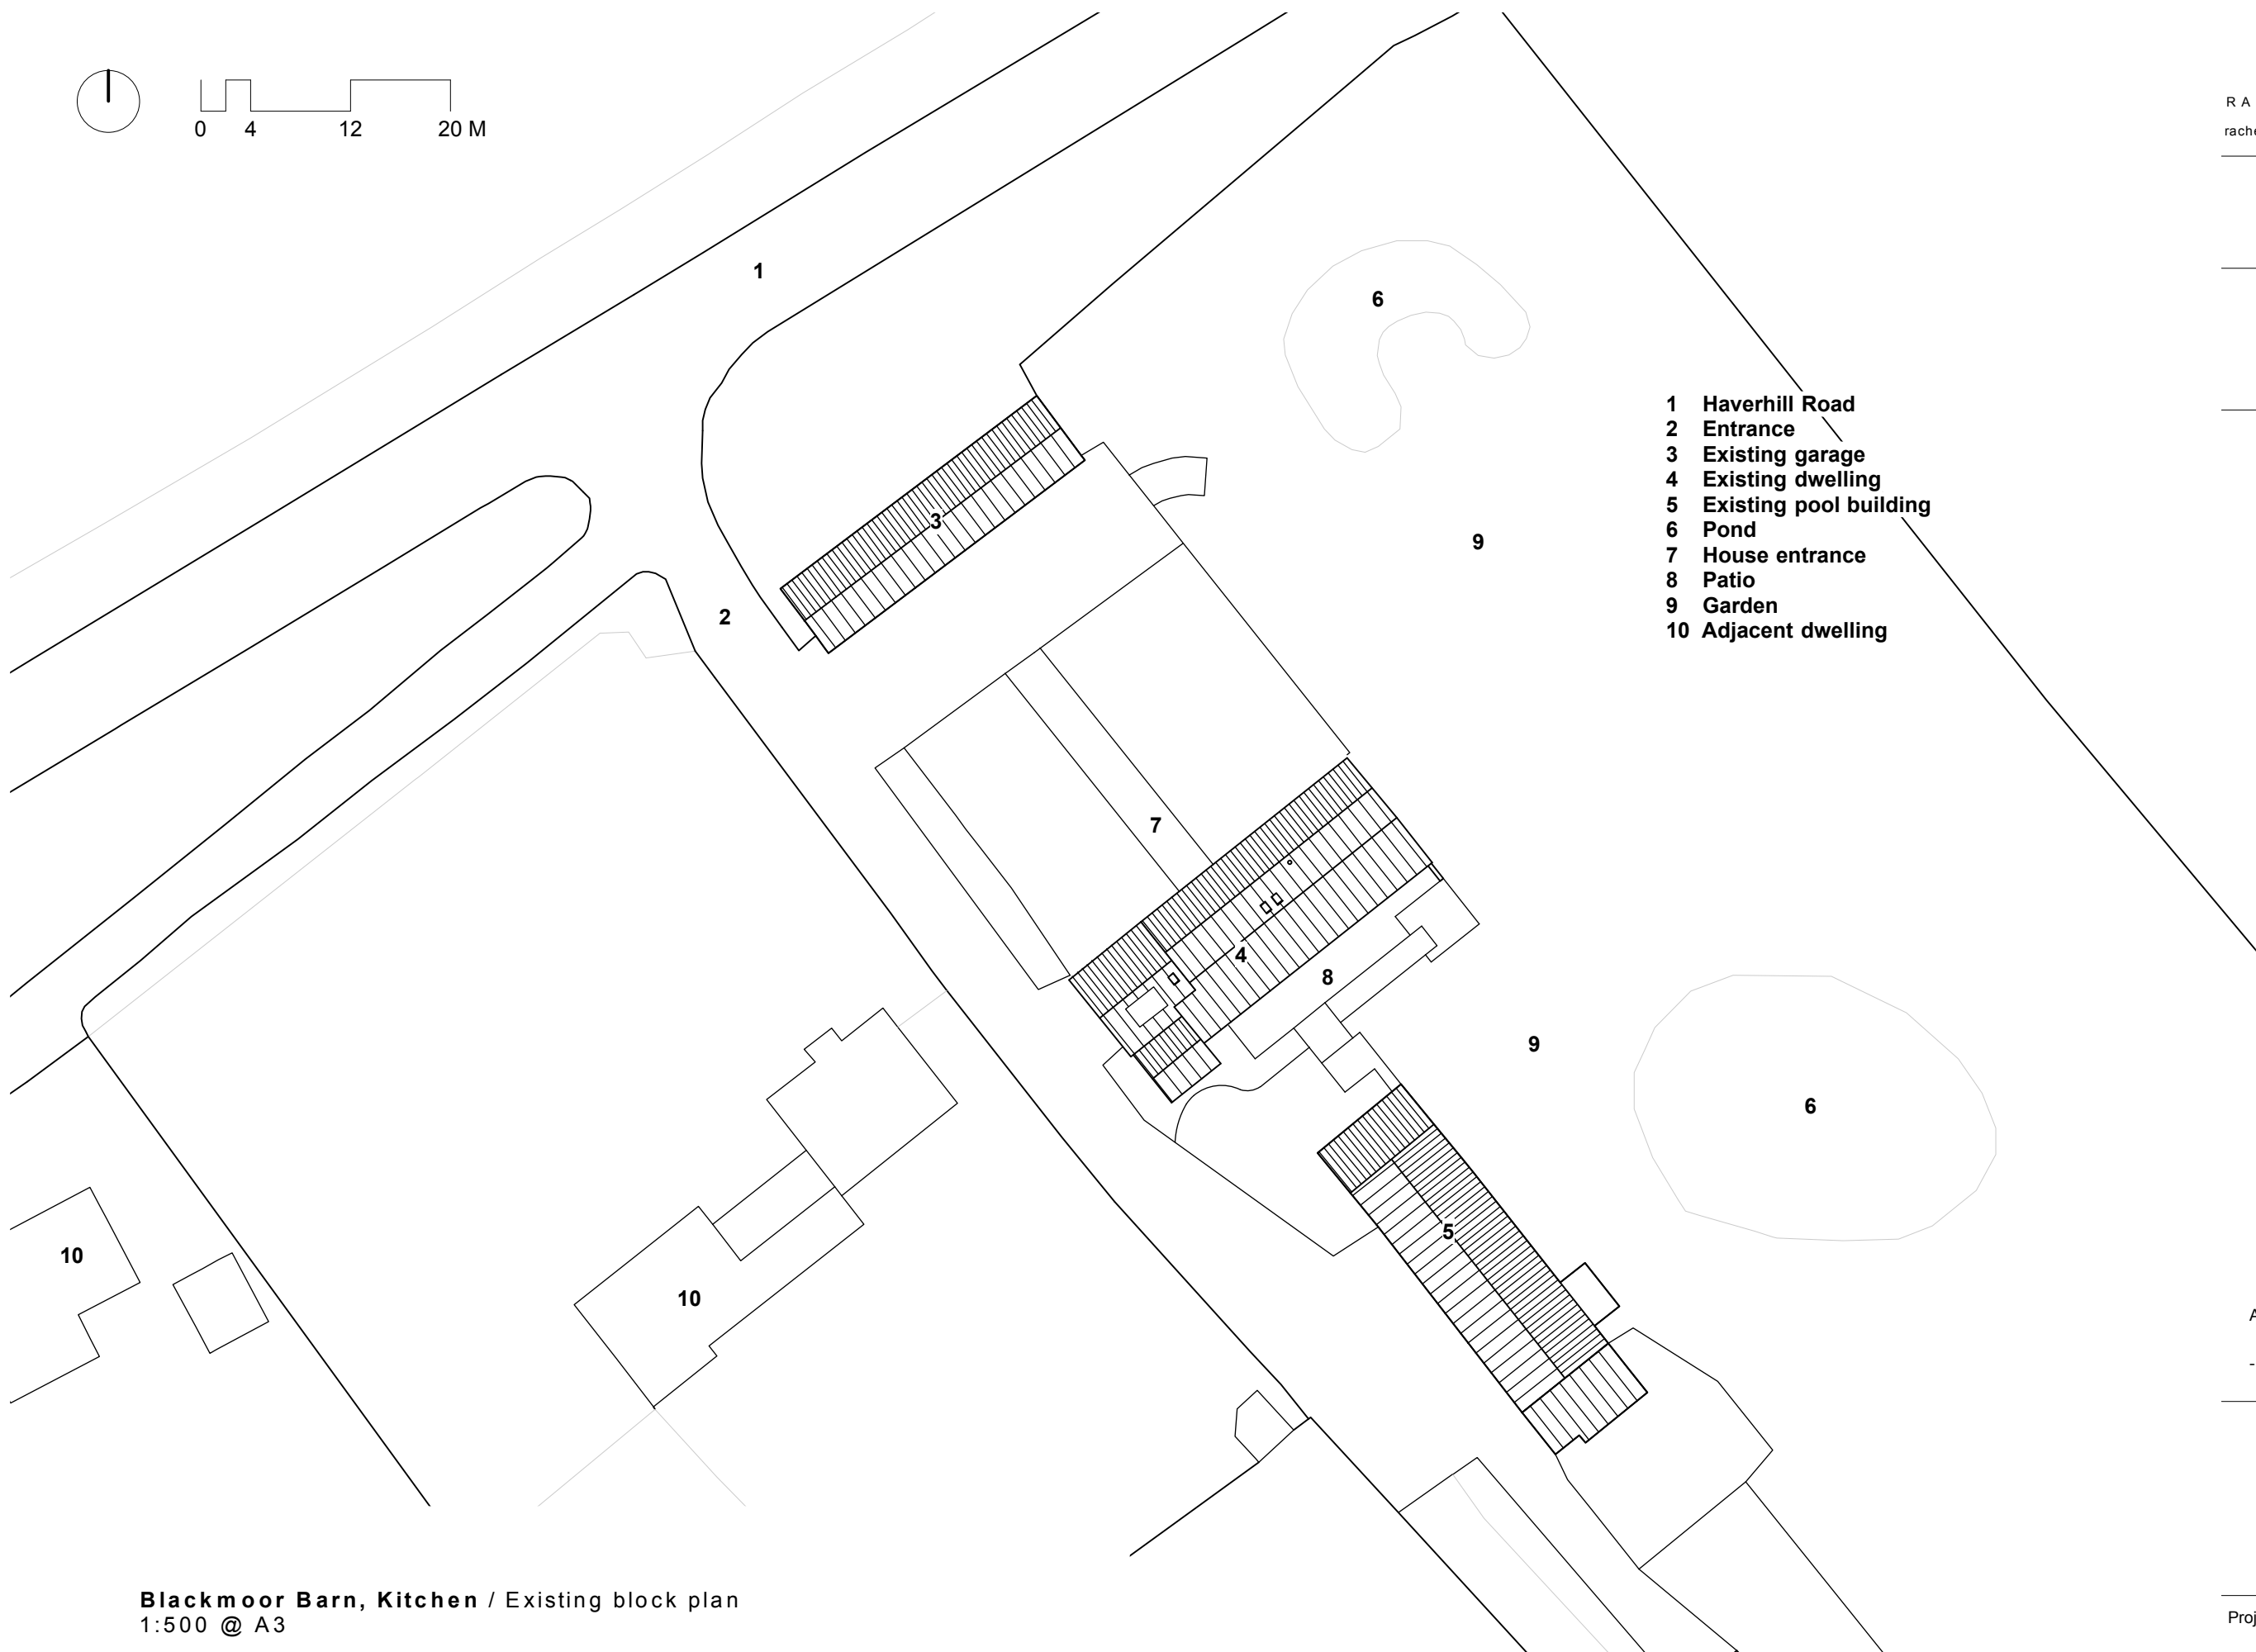 0 4 12 20 M
R A
rache
1
6
1 Haverhill Road
2 Entrance
3 Existing garage
4 Existing dwelling
5 Existing pool building
6 Pond
7 House entrance
8 Patio
9 Garden
10 Adjacent dwelling
3
9
2
7
4
8
9
6
5
10
10
A
-
Blackmoor Barn, Kitchen / Existing block plan
1:500 @ A3
Proj